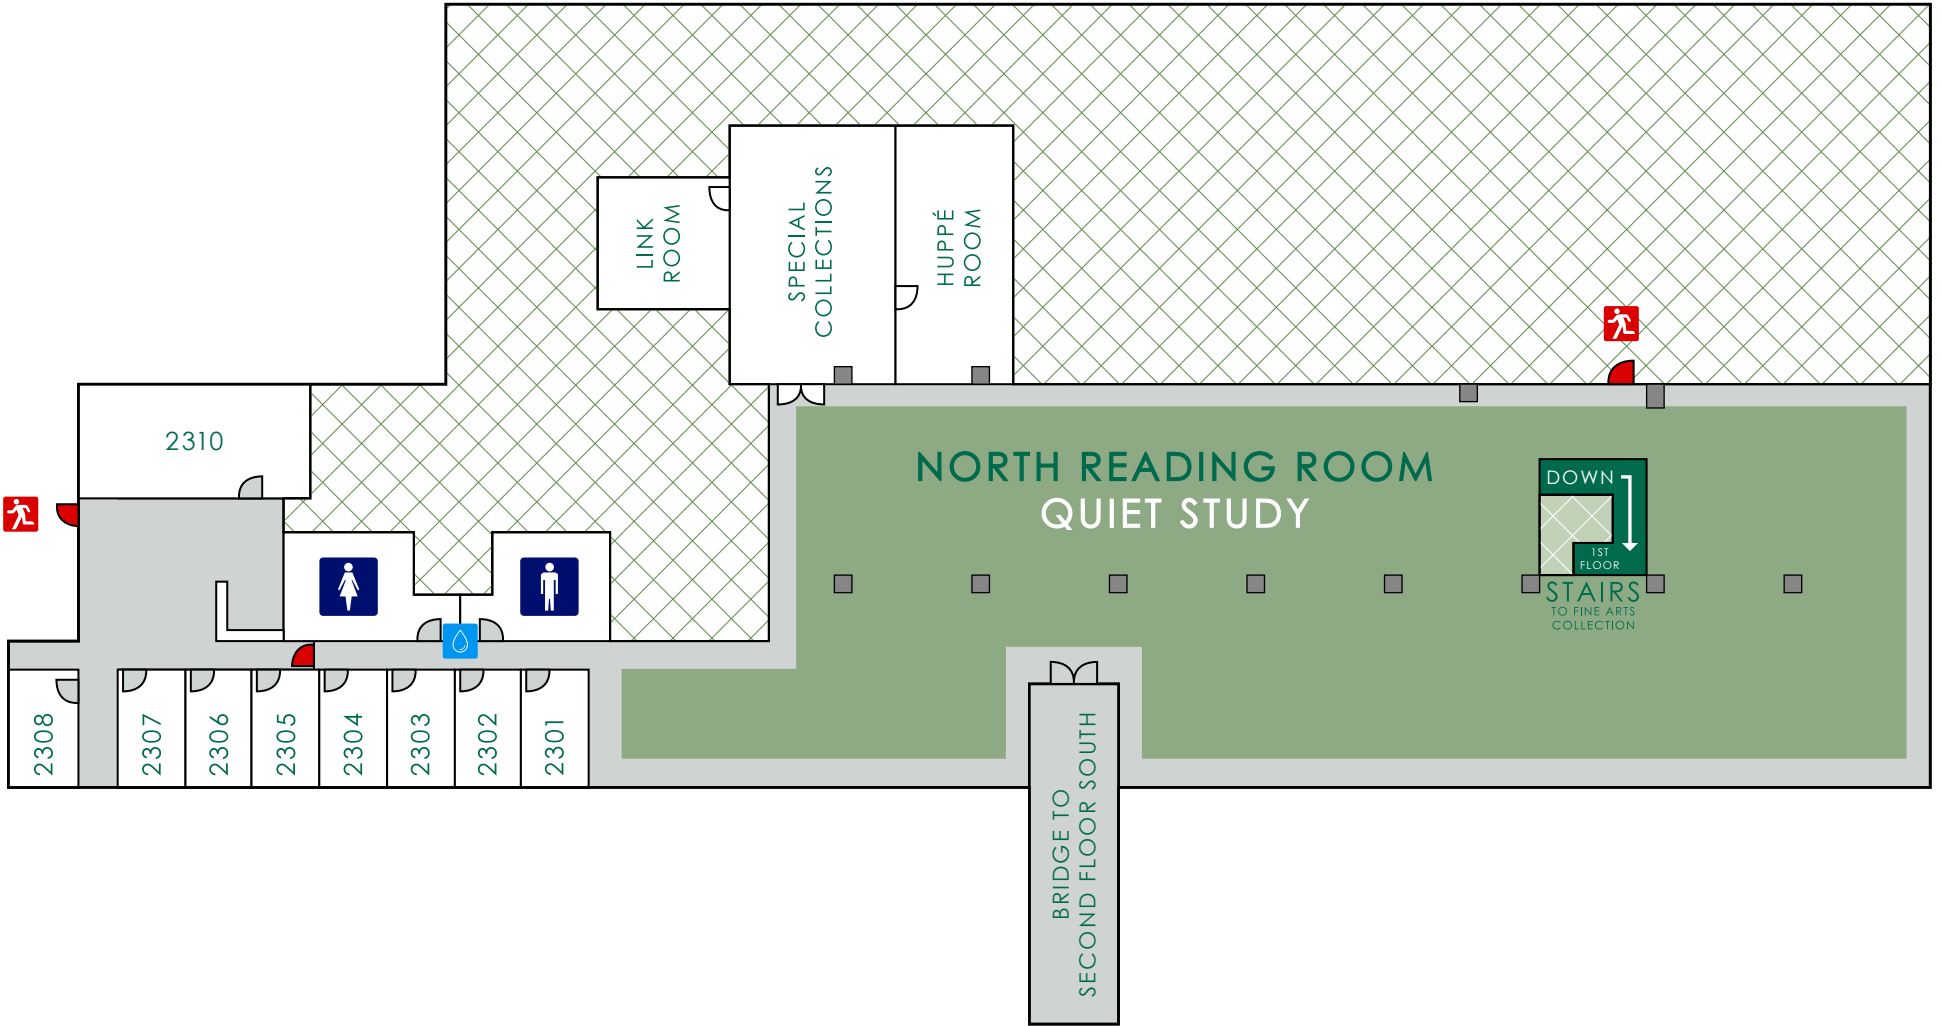 LINK
ROOM
SPECIAL
COLLECTIONS
HUPPÉ
ROOM
2310
NORTH READING ROOM
QUIET STUDY
DOWN
1ST
FLOOR
STAIRS
TO FINE ARTS
COLLECTION
2308
2307
2306
2305
2304
2303
2302
2301
BRIDGE TO
SECOND FLOOR SOUTH